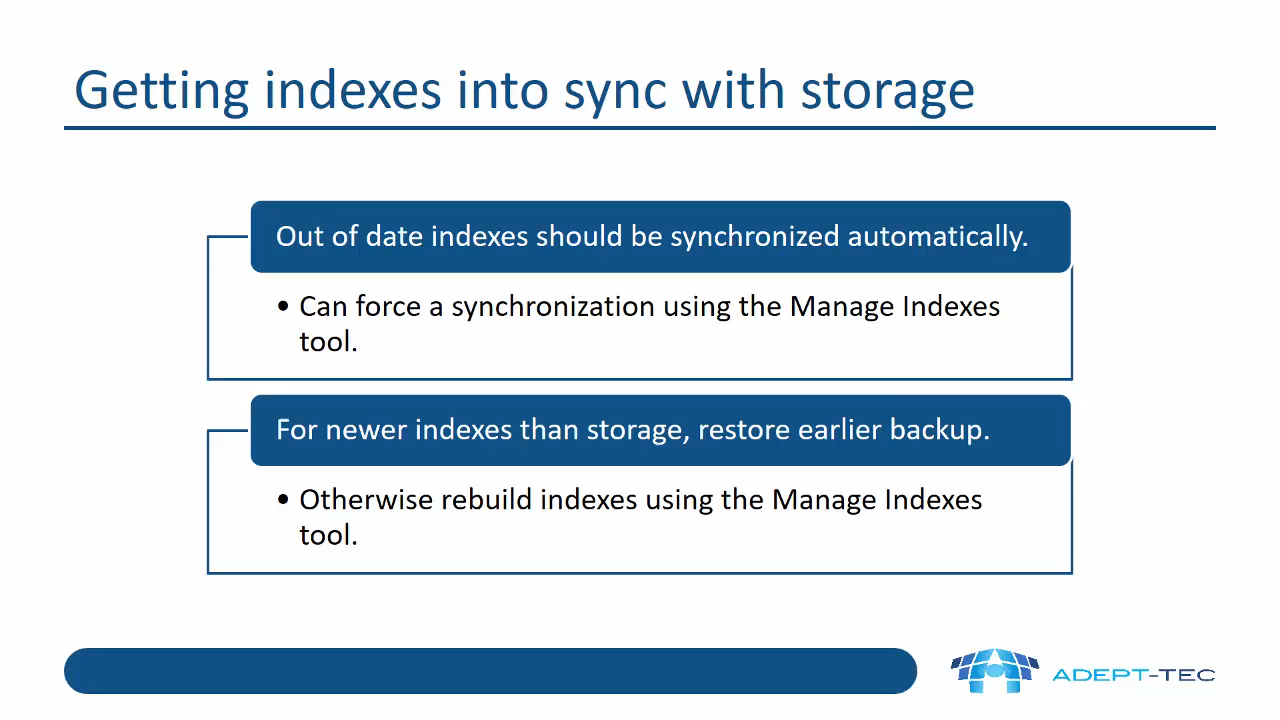 Getting indexes into sync with storage
Out of date indexes should be synchronized automatically.
• Can force a synchronization using the Manage Indexes
tool.
For newer indexes than storage, restore earlier backup.
• Otherwise rebuild indexes using the Manage Indexes
tool.
ADEPT-TEC